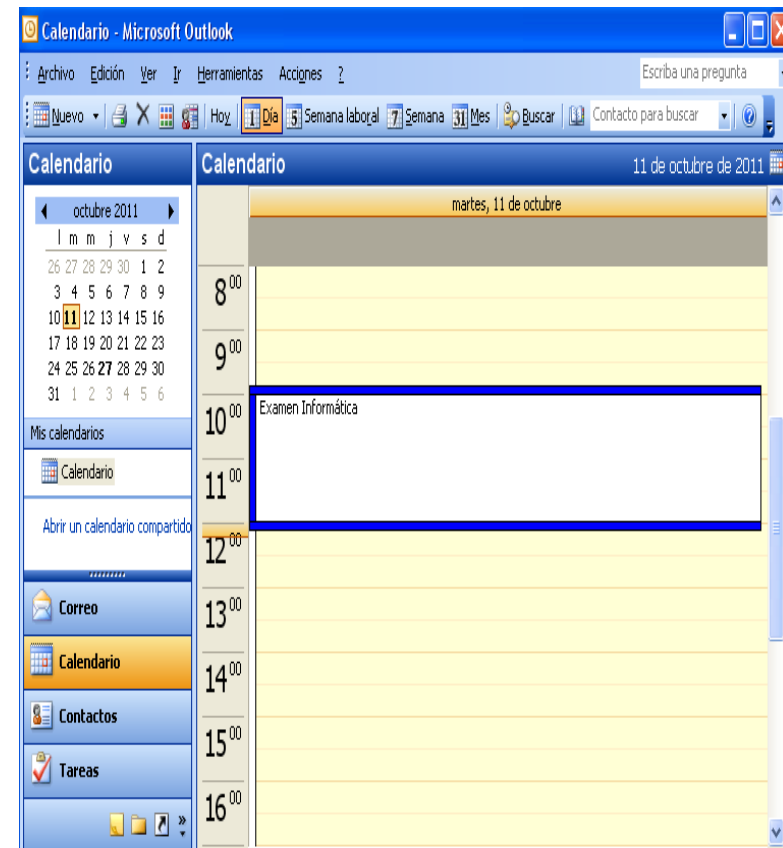 Calendario - Microsoft Outlook
Archivo Edición Ver Ir Herramientas Acciones ? Escriba una pregunta
Nuevo Hoy 1 Día 5 Semana laboral 7 Semana 31 Mes Buscar Contacto para buscar
Calendario
octubre 2011
l m m j v s d
26 27 28 29 30 1 2
3 4 5 6 7 8 9
10 11 12 13 14 15 16
17 18 19 20 21 22 23
24 25 26 27 28 29 30
31 1 2 3 4 5 6
Mis calendarios
Calendario
Abrir un calendario compartido
Correo
Calendario
Contactos
Tareas
Calendario 11 de octubre de 2011
martes, 11 de octubre
8 00
9 00
10 00 Examen Informática
11 00
12 00
13 00
14 00
15 00
16 00